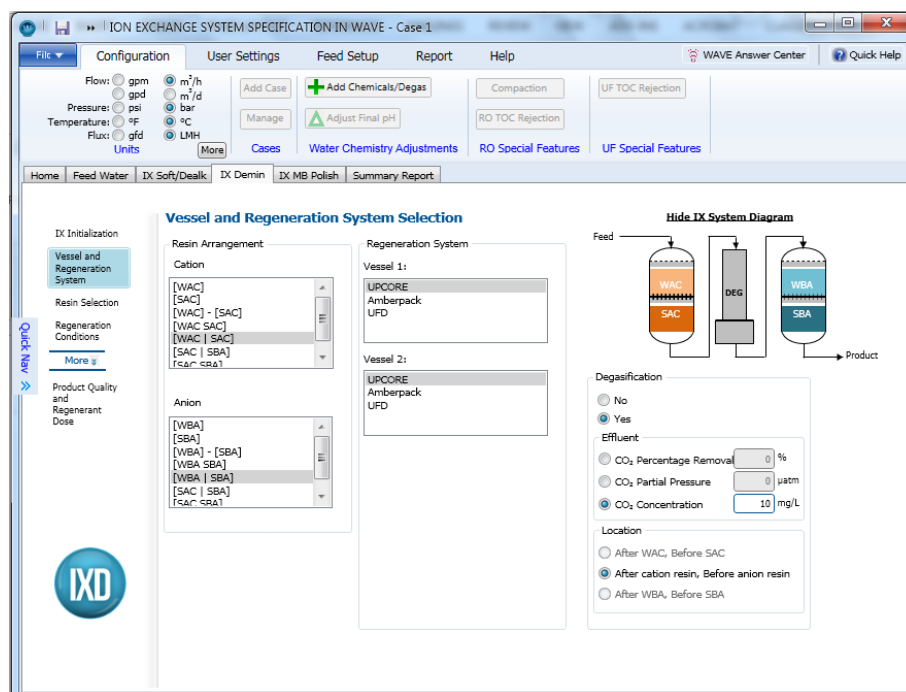 ION EXCHANGE SYSTEM SPECIFICATION IN WAVE - Case 1
File Configuration User Settings Feed Setup Report Help WAVE Answer Center Quick Help
Flow: gpm m³/h
gpd m³/d
Pressure: psi bar
Temperature: ºF ºC
Flux: gfd LMH
Units More
Add Case
Manage
Cases
Add Chemicals/Degas
Adjust Final pH
Water Chemistry Adjustments
Compaction
RO TOC Rejection
RO Special Features
UF TOC Rejection
UF Special Features
Home Feed Water IX Soft/Dealk IX Demin IX MB Polish Summary Report
Quick Nav
IX Initialization
Vessel and
Regeneration
System
Resin Selection
Regeneration
Conditions
More
Product Quality
and
Regenerant
Dose
IXD
Vessel and Regeneration System Selection
Resin Arrangement
Cation
[WAC]
[SAC]
[WAC] - [SAC]
[WAC SAC]
[WAC | SAC]
[SAC | SBA]
[SAC SBA]
Anion
[WBA]
[SBA]
[WBA] - [SBA]
[WBA SBA]
[WBA | SBA]
[SAC | SBA]
[SAC SBA]
Regeneration System
Vessel 1:
UPCORE
Amberpack
UFD
Vessel 2:
UPCORE
Amberpack
UFD
Hide IX System Diagram
Feed
WAC
SAC
DEG
WBA
SBA
Product
Degasification
No
Yes
Effluent
CO₂ Percentage Removal 0 %
CO₂ Partial Pressure 0 µatm
CO₂ Concentration 10 mg/L
Location
After WAC, Before SAC
After cation resin, Before anion resin
After WBA, Before SBA